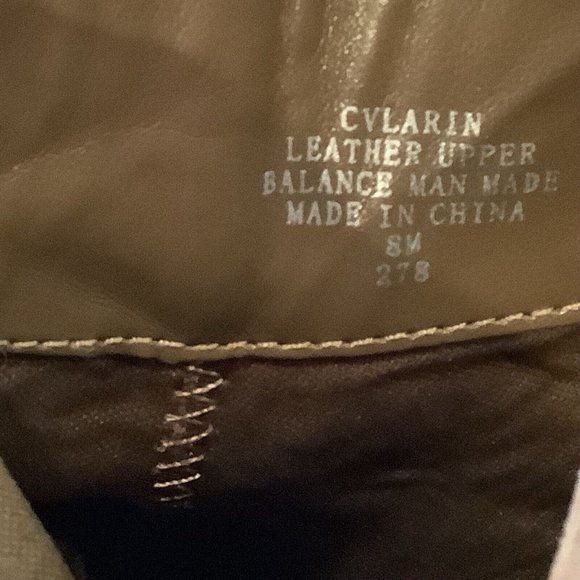 CVLARIN
LEATHER UPPER
BALANCE MAN MADE
MADE IN CHINA
8M
278